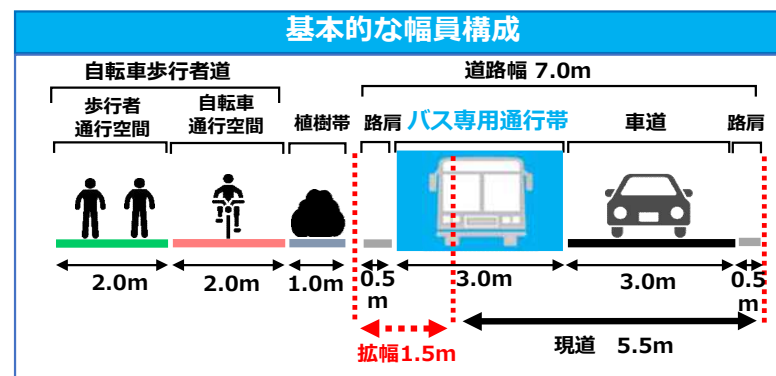 基本的な幅員構成
自転車歩行者道
道路幅 7.0m
歩行者
通行空間
自転車
通行空間
植樹帯
路肩
バス専用通行帯
車道
路肩
2.0m
2.0m
1.0m
0.5
m
3.0m
3.0m
0.5
m
拡幅1.5m
現道 5.5m